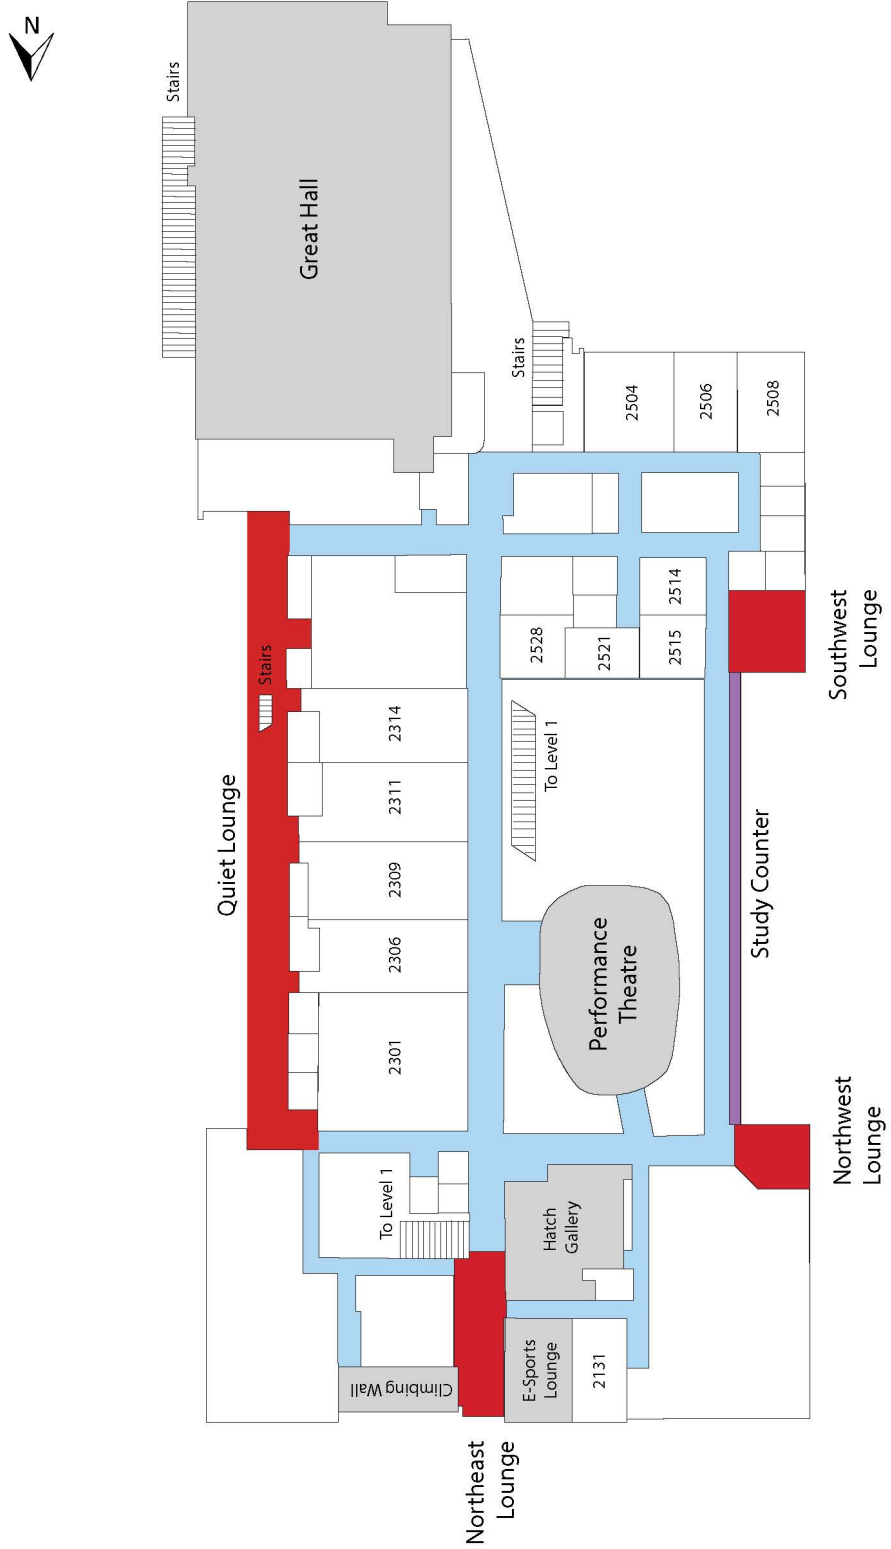 N
Stairs
Great Hall
Stairs
2504
2506
2508
Stairs
2528
2521
2514
2515
Southwest
Lounge
2314
2311
2309
2306
2301
Quiet Lounge
To Level 1
Performance
Theatre
Study Counter
Northwest
Lounge
To Level 1
Hatch
Gallery
Climbing Wall
E-Sports
Lounge
2131
Northeast
Lounge